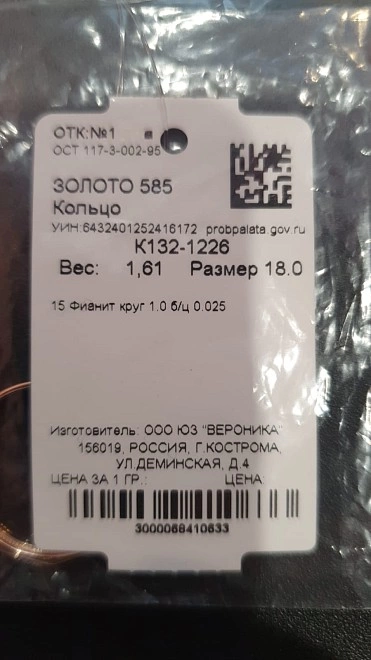 ОТК:№1
ОСТ 117-3-002-95
ЗОЛОТО 585
Кольцо
УИН:6432401252416172 probpalata.gov.ru
К132-1226
Вес: 1,61 Размер 18.0
15 Фианит круг 1.0 б/ц 0.025
Изготовитель: ООО ЮЗ "ВЕРОНИКА"
156019, РОССИЯ, Г.КОСТРОМА,
УЛ ДЕМИНСКАЯ, Д.4
ЦЕНА ЗА 1 ГР.: ЦЕНА:
3000068410633